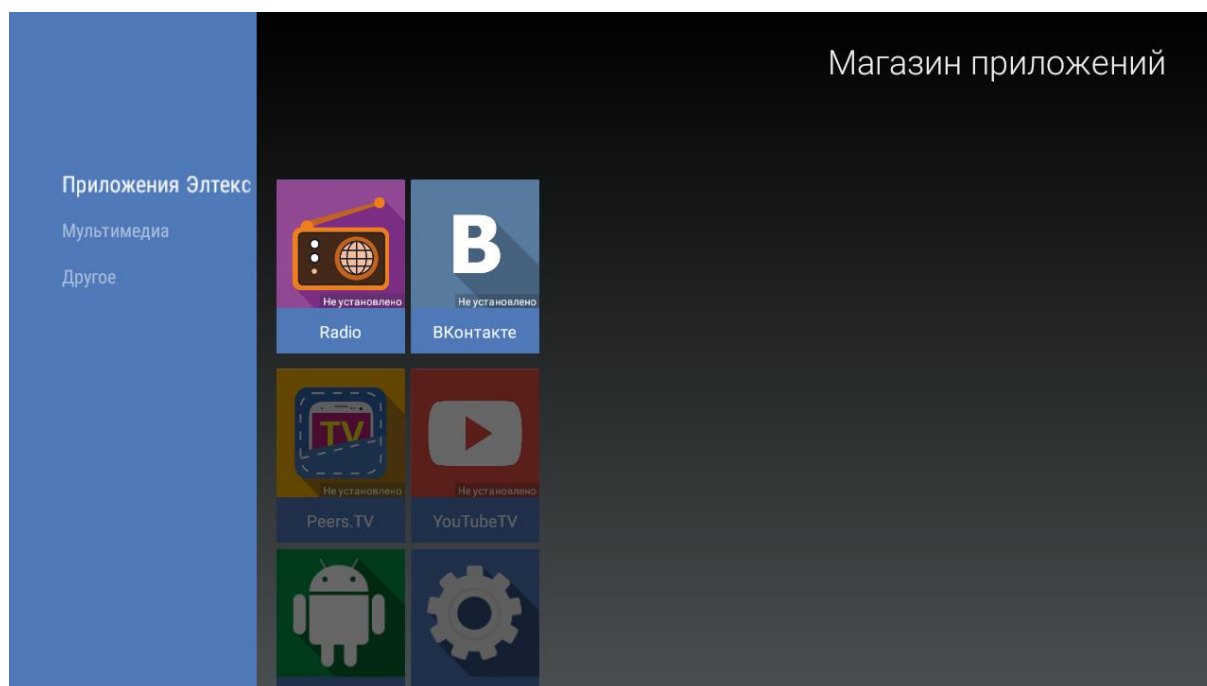 Магазин приложений
Приложения Элтекс
Мультимедиа
Другое
B
Не установлено
Не установлено
Radio
ВКонтакте
TV
Не установлено
Не установлено
Peers.TV
YouTubeTV